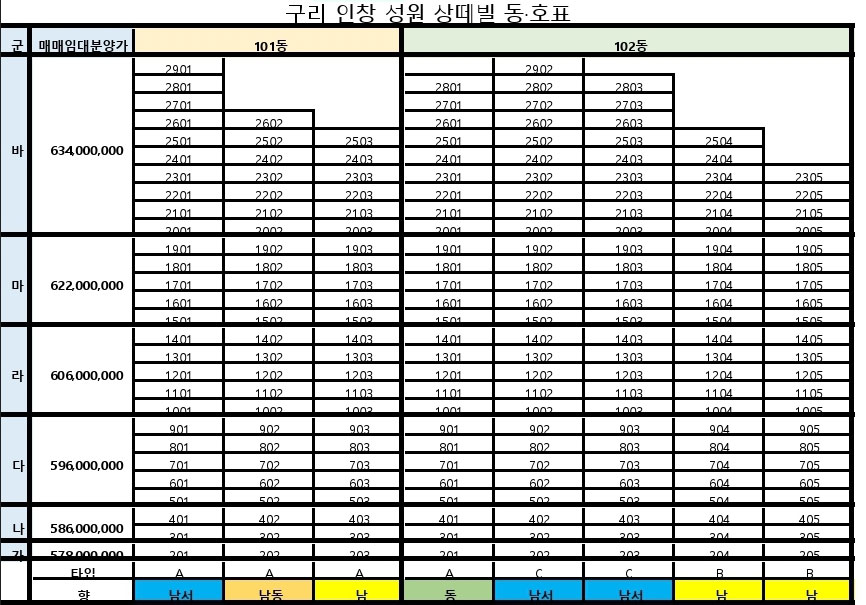 구리 인창 성원 상떼빌 동·호표
군 매매임대분양가 101동 102동
2901 2902
2801 2801 2802 2803
2701 2701 2702 2703
2601 2602 2601 2602 2603
2501 2502 2503 2501 2502 2503 2504
2401 2402 2403 2401 2402 2403 2404
바 634,000,000 2301 2302 2303 2301 2302 2303 2304 2305
2201 2202 2203 2201 2202 2203 2204 2205
2101 2102 2103 2101 2102 2103 2104 2105
2001 2002 2003 2001 2002 2003 2004 2005
1901 1902 1903 1901 1902 1903 1904 1905
1801 1802 1803 1801 1802 1803 1804 1805
마 622,000,000 1701 1702 1703 1701 1702 1703 1704 1705
1601 1602 1603 1601 1602 1603 1604 1605
1501 1502 1503 1501 1502 1503 1504 1505
1401 1402 1403 1401 1402 1403 1404 1405
1301 1302 1303 1301 1302 1303 1304 1305
라 606,000,000 1201 1202 1203 1201 1202 1203 1204 1205
1101 1102 1103 1101 1102 1103 1104 1105
1001 1002 1003 1001 1002 1003 1004 1005
901 902 903 901 902 903 904 905
801 802 803 801 802 803 804 805
다 596,000,000 701 702 703 701 702 703 704 705
601 602 603 601 602 603 604 605
501 502 503 501 502 503 504 505
나 586,000,000 401 402 403 401 402 403 404 405
301 302 303 301 302 303 304 305
가 578,000,000 201 202 203 201 202 203 204 205
타입 A A A A C C B B
향 남서 남동 남 동 남서 남서 남 남